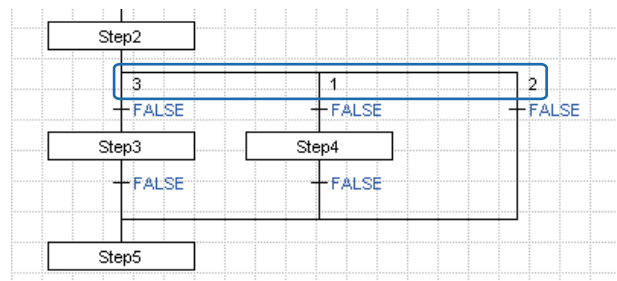 Step2
3 1 2
FALSE FALSE FALSE
Step3 Step4
FALSE FALSE
Step5